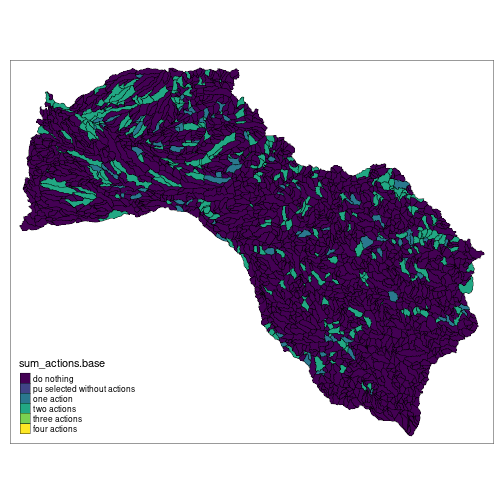 sum_actions.base
do nothing
pu selected without actions
one action
two actions
three actions
four actions